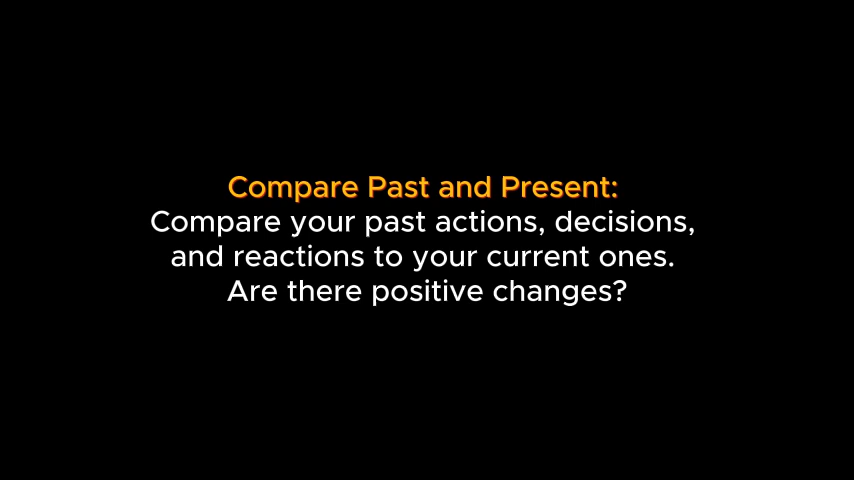 Compare Past and Present:
Compare your past actions, decisions,
and reactions to your current ones.
Are there positive changes?